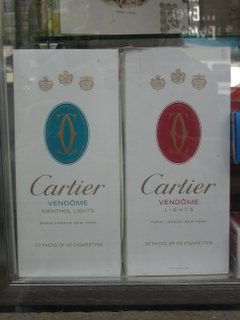 Cartier
VENDÔME
MENTHOL LIGHTS
PARIS LONDON NEW YORK
10 PACKS OF 20 CIGARETTES
Cartier
VENDÔME
LIGHTS
PARIS LONDON NEW YORK
10 PACKS OF 20 CIGARETTES